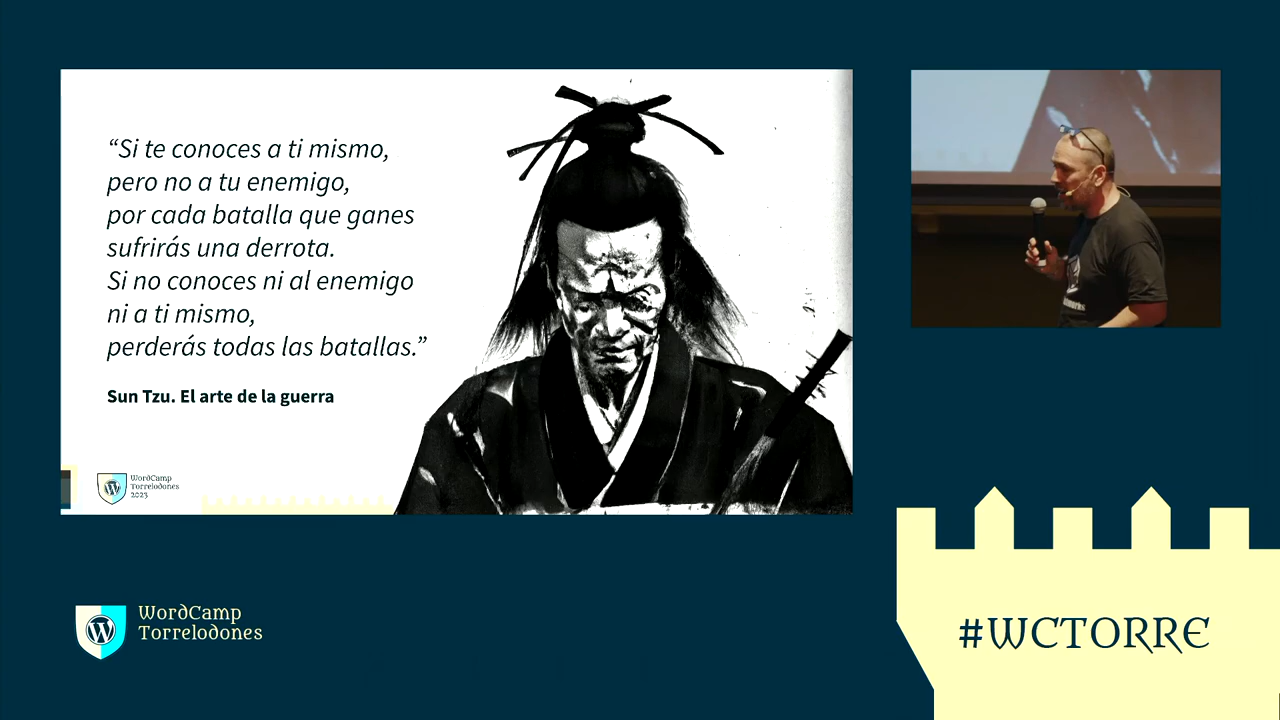 “Si te conoces a ti mismo,
pero no a tu enemigo,
por cada batalla que ganes
sufrirás una derrota.
Si no conoces ni al enemigo
ni a ti mismo,
perderás todas las batallas.”
Sun Tzu. El arte de la guerra
WordCamp
Torrelodones
2023
WordCamp
Torrelodones
#WCTORRE